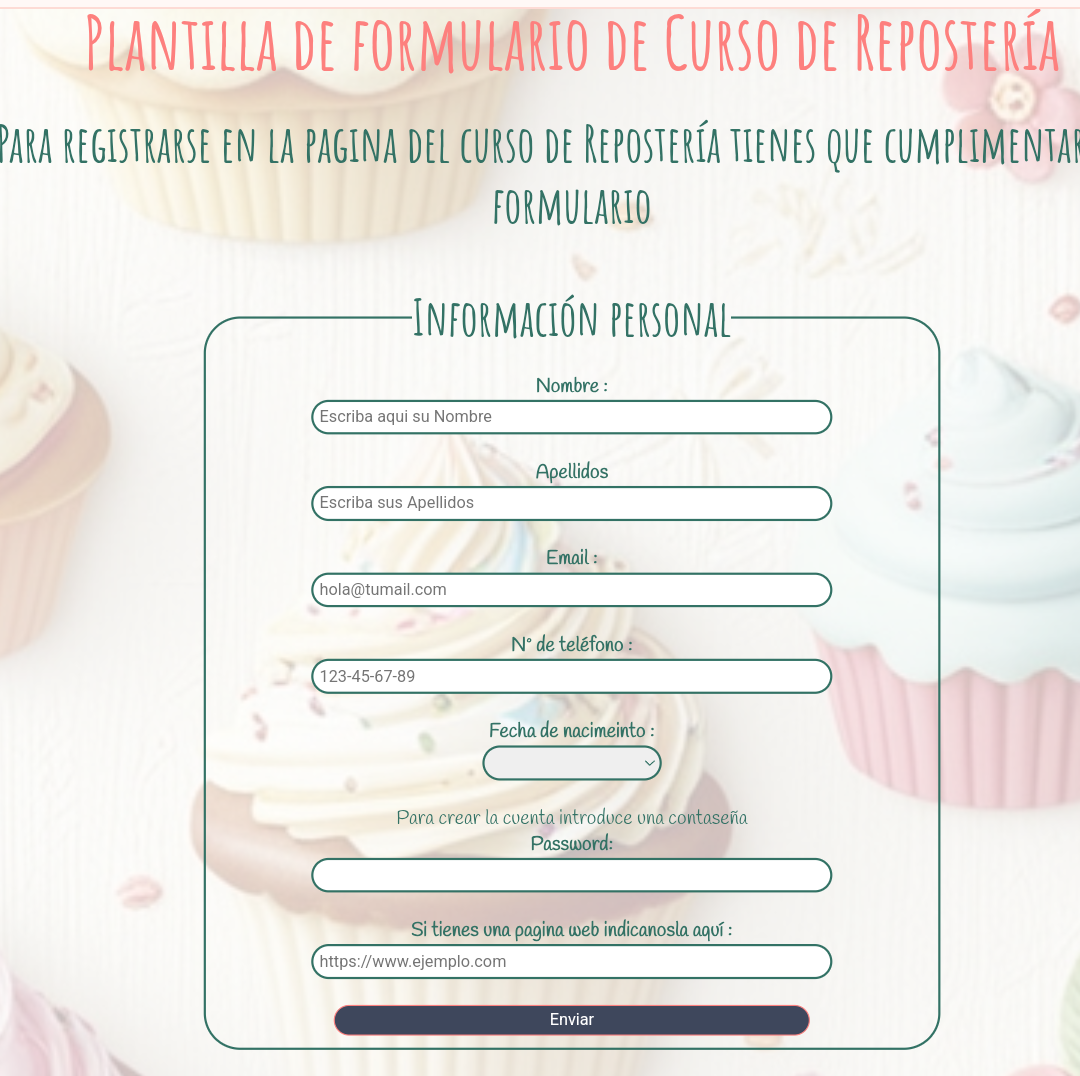 Plantilla de formulario de Curso de Repostería
Para registrarse en la pagina del curso de Repostería tienes que cumplimentar
formulario
Información personal
Nombre :
Escriba aqui su Nombre
Apellidos
Escriba sus Apellidos
Email :
hola@tumail.com
Nº de teléfono :
123-45-67-89
Fecha de nacimeinto :
Para crear la cuenta introduce una contaseña
Password:
Si tienes una pagina web indicanosla aquí :
https://www.ejemplo.com
Enviar